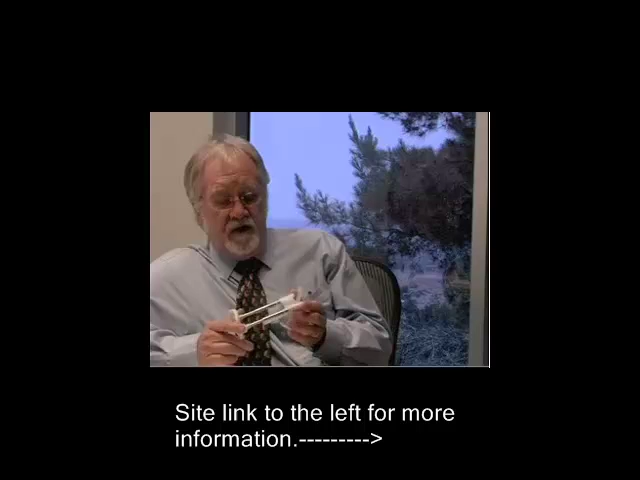 Site link to the left for more
information.--------->